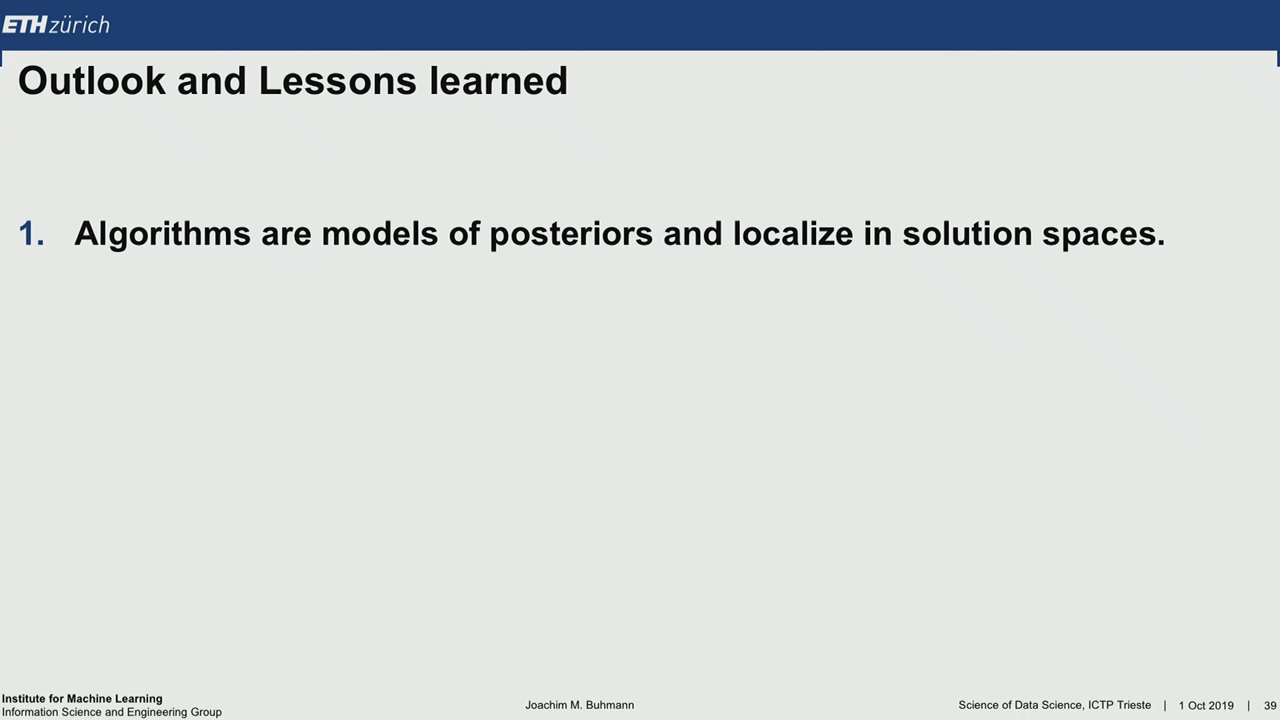 ETH zürich
Outlook and Lessons learned
1. Algorithms are models of posteriors and localize in solution spaces.
Institute for Machine Learning
Information Science and Engineering Group
Joachim M. Buhmann
Science of Data Science, ICTP Trieste | 1 Oct 2019 | 39